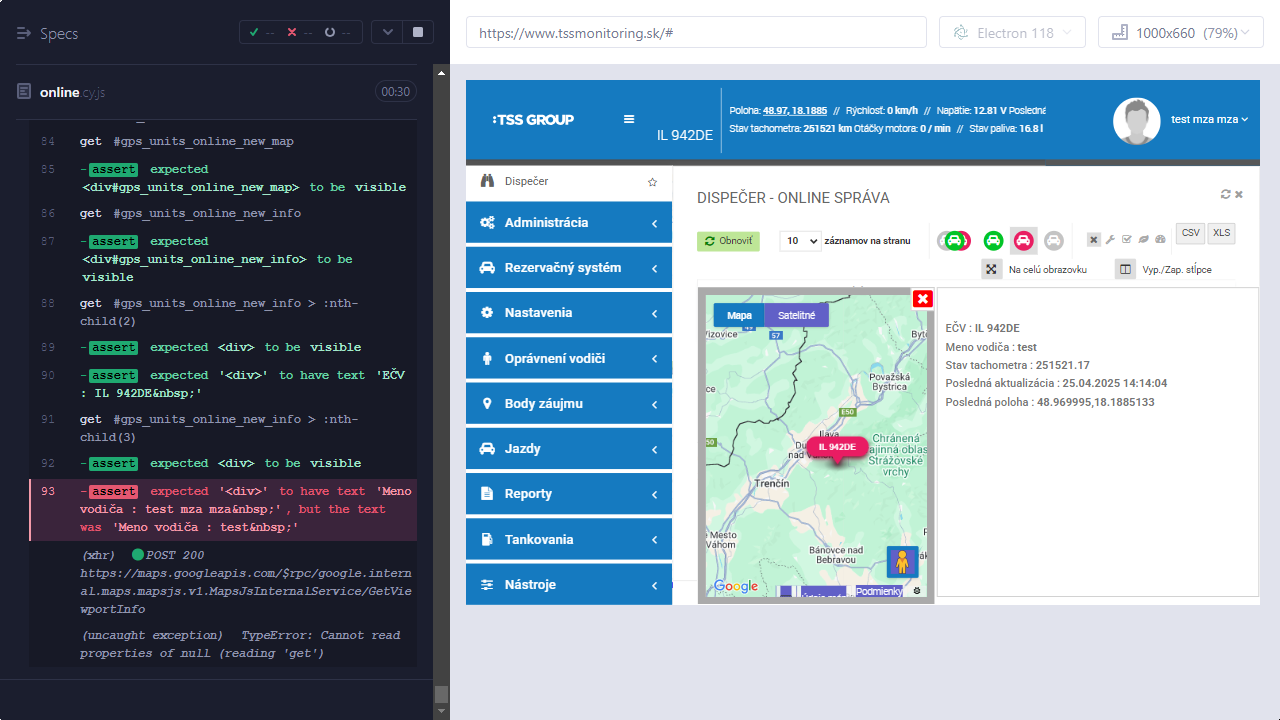 Specs
-- -- --
online.cy.js
00:30
84 get #gps_units_online_new_map
85 -assert expected
<div#gps_units_online_new_map> to be visible
86 get #gps_units_online_new_info
87 -assert expected
<div#gps_units_online_new_info> to be
visible
88 get #gps_units_online_new_info > :nth-
child(2)
89 -assert expected <div> to be visible
90 -assert expected '<div>' to have text 'EČV
: IL 942DE&nbsp;'
91 get #gps_units_online_new_info > :nth-
child(3)
92 -assert expected <div> to be visible
93 -assert expected '<div>' to have text 'Meno
vodiča : test mza mza&nbsp;', but the text
was 'Meno vodiča : test&nbsp;'
(xhr) POST 200
https://maps.googleapis.com/$rpc/google.intern
al.maps.mapsjs.v1.MapsJsInternalService/GetVie
wportInfo
(uncaught exception) TypeError: Cannot read
properties of null (reading 'get')
https://www.tssmonitoring.sk/#
Electron 118
1000x660 (79%)
:TSS GROUP
IL 942DE
Poloha: 48.97, 18.1885 // Rýchlosť: 0 km/h // Napätie: 12.81 V Posledná
Stav tachometra: 251521 km Otáčky motora: 0 / min // Stav paliva: 16.8 l
test mza mza
Dispečer
Administrácia
Rezervačný systém
Nastavenia
Oprávnení vodiči
Body záujmu
Jazdy
Reporty
Tankovania
Nástroje
DISPEČER - ONLINE SPRÁVA
Obnoviť
10
záznamov na stranu
CSV
XLS
Na celú obrazovku
Vyp./Zap. stĺpce
Mapa
Satelitné
49
57
Považská
Bystrica
E50
Ilava
IL 942DE
Chránená
Strážovské
vrchy
50
Trenčín
Mesto
Váhom
Bánovce nad
Bebravou
Google
Podmienky
EČV : IL 942DE
Meno vodiča : test
Stav tachometra : 251521.17
Posledná aktualizácia : 25.04.2025 14:14:04
Posledná poloha : 48.969995,18.1885133